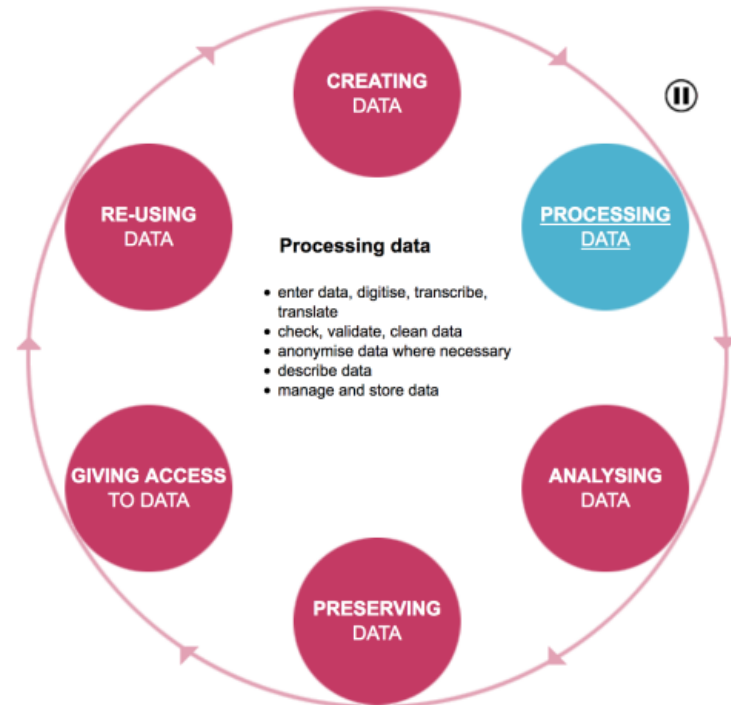 CREATING
DATA
PROCESSING
DATA
RE-USING
DATA
Processing data
• enter data, digitise, transcribe,
translate
• check, validate, clean data
• anonymise data where necessary
• describe data
• manage and store data
GIVING ACCESS
TO DATA
ANALYSING
DATA
PRESERVING
DATA